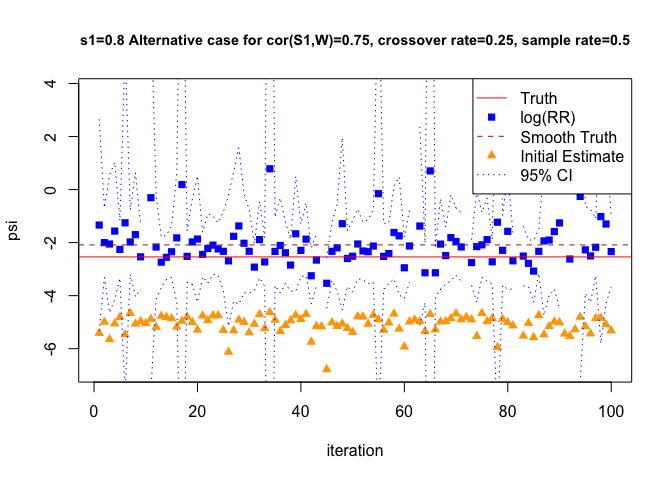 s1=0.8 Alternative case for cor(S1,W)=0.75, crossover rate=0.25, sample rate=0.5
psi
4
2
0
-2
-4
-6
Truth
log(RR)
Smooth Truth
Initial Estimate
95% CI
0
20
40
60
80
100
iteration